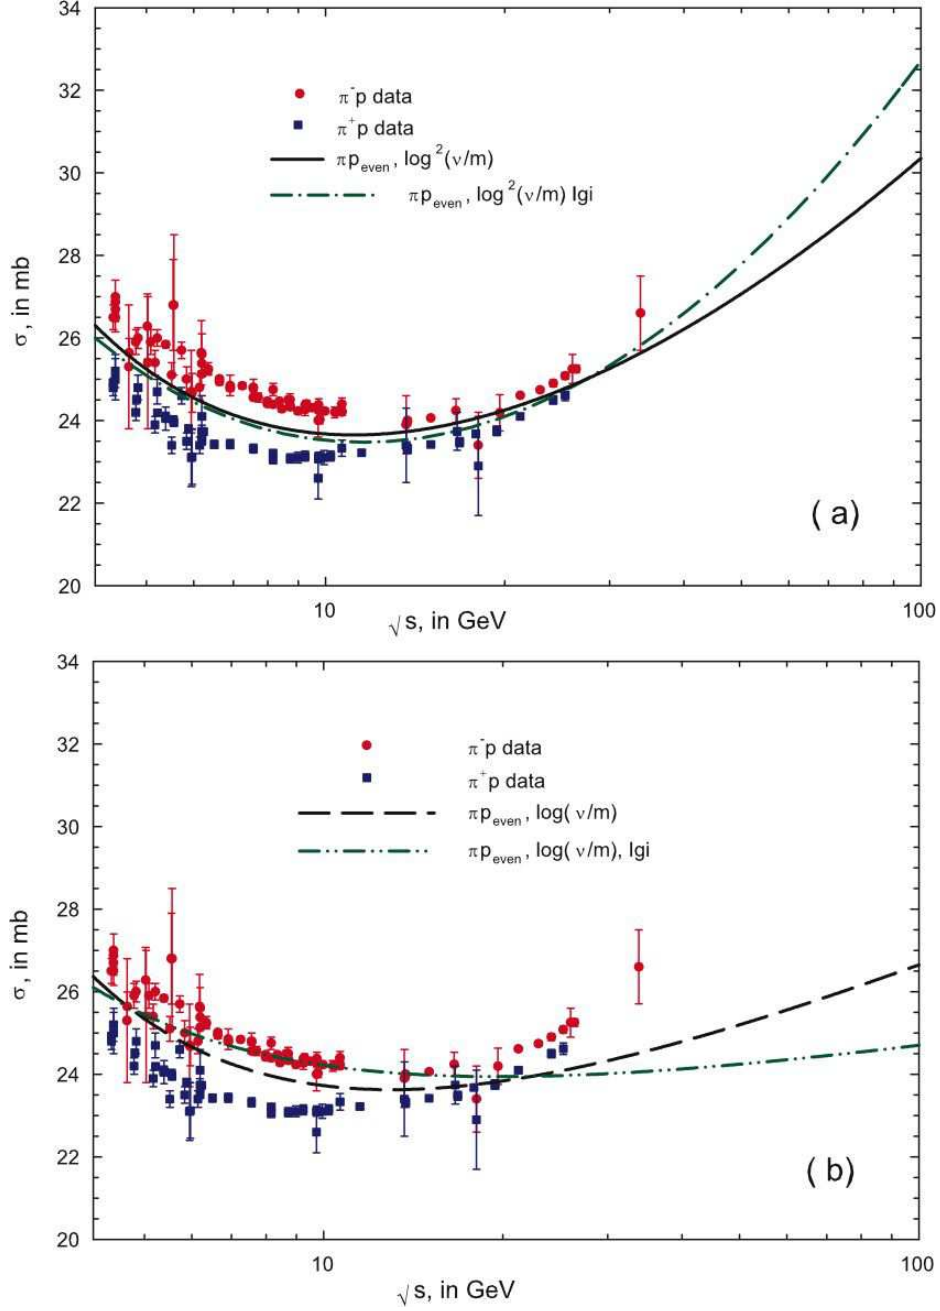 34
32
30
28
26
24
22
20
σ, in mb
π⁻p data
π⁺p data
πp_even, log²(ν/m)
πp_even, log²(ν/m) Igi
( a)
10
100
√s, in GeV
34
32
30
28
26
24
22
20
σ, in mb
π⁻p data
π⁺p data
πp_even, log( ν/m)
πp_even, log( ν/m), Igi
( b)
10
100
√s, in GeV